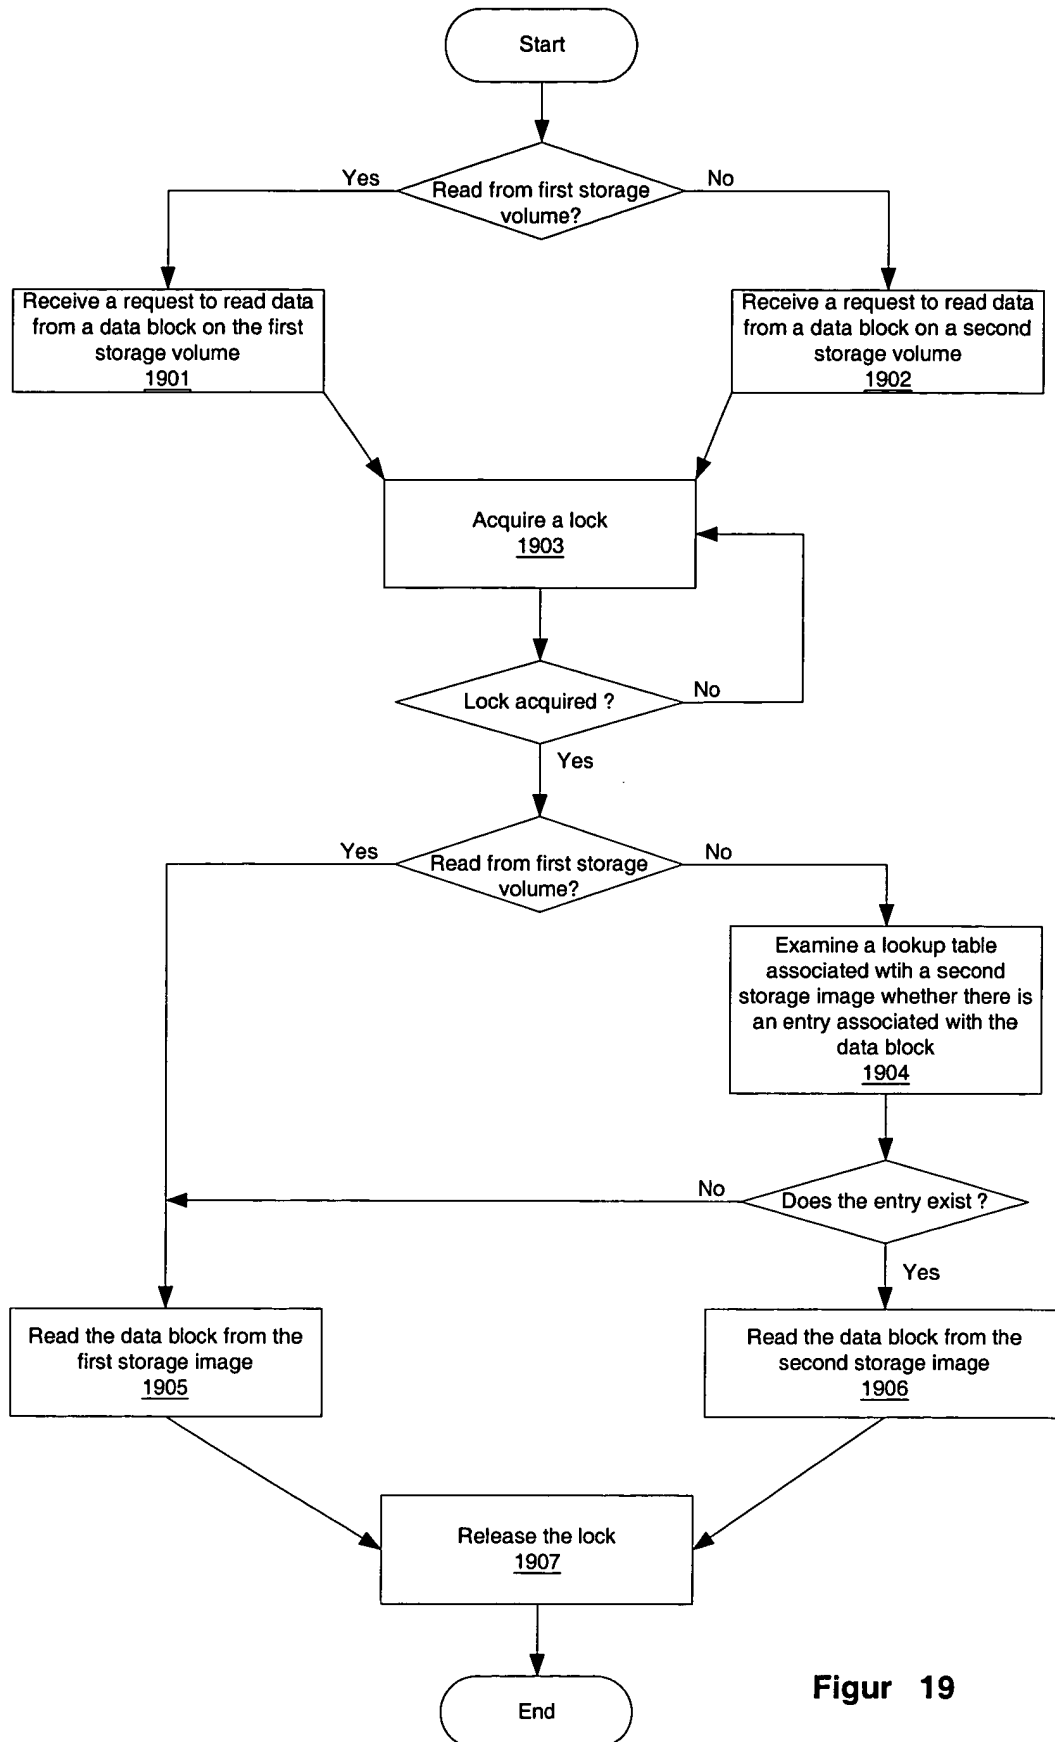 Start
Read from first storage
volume?
Yes
No
Receive a request to read data
from a data block on the first
storage volume
1901
Receive a request to read data
from a data block on a second
storage volume
1902
Acquire a lock
1903
Lock acquired ?
No
Yes
Read from first storage
volume?
Yes
No
Examine a lookup table
associated wtih a second
storage image whether there is
an entry associated with the
data block
1904
Does the entry exist ?
No
Yes
Read the data block from the
first storage image
1905
Read the data block from the
second storage image
1906
Release the lock
1907
End
Figur 19